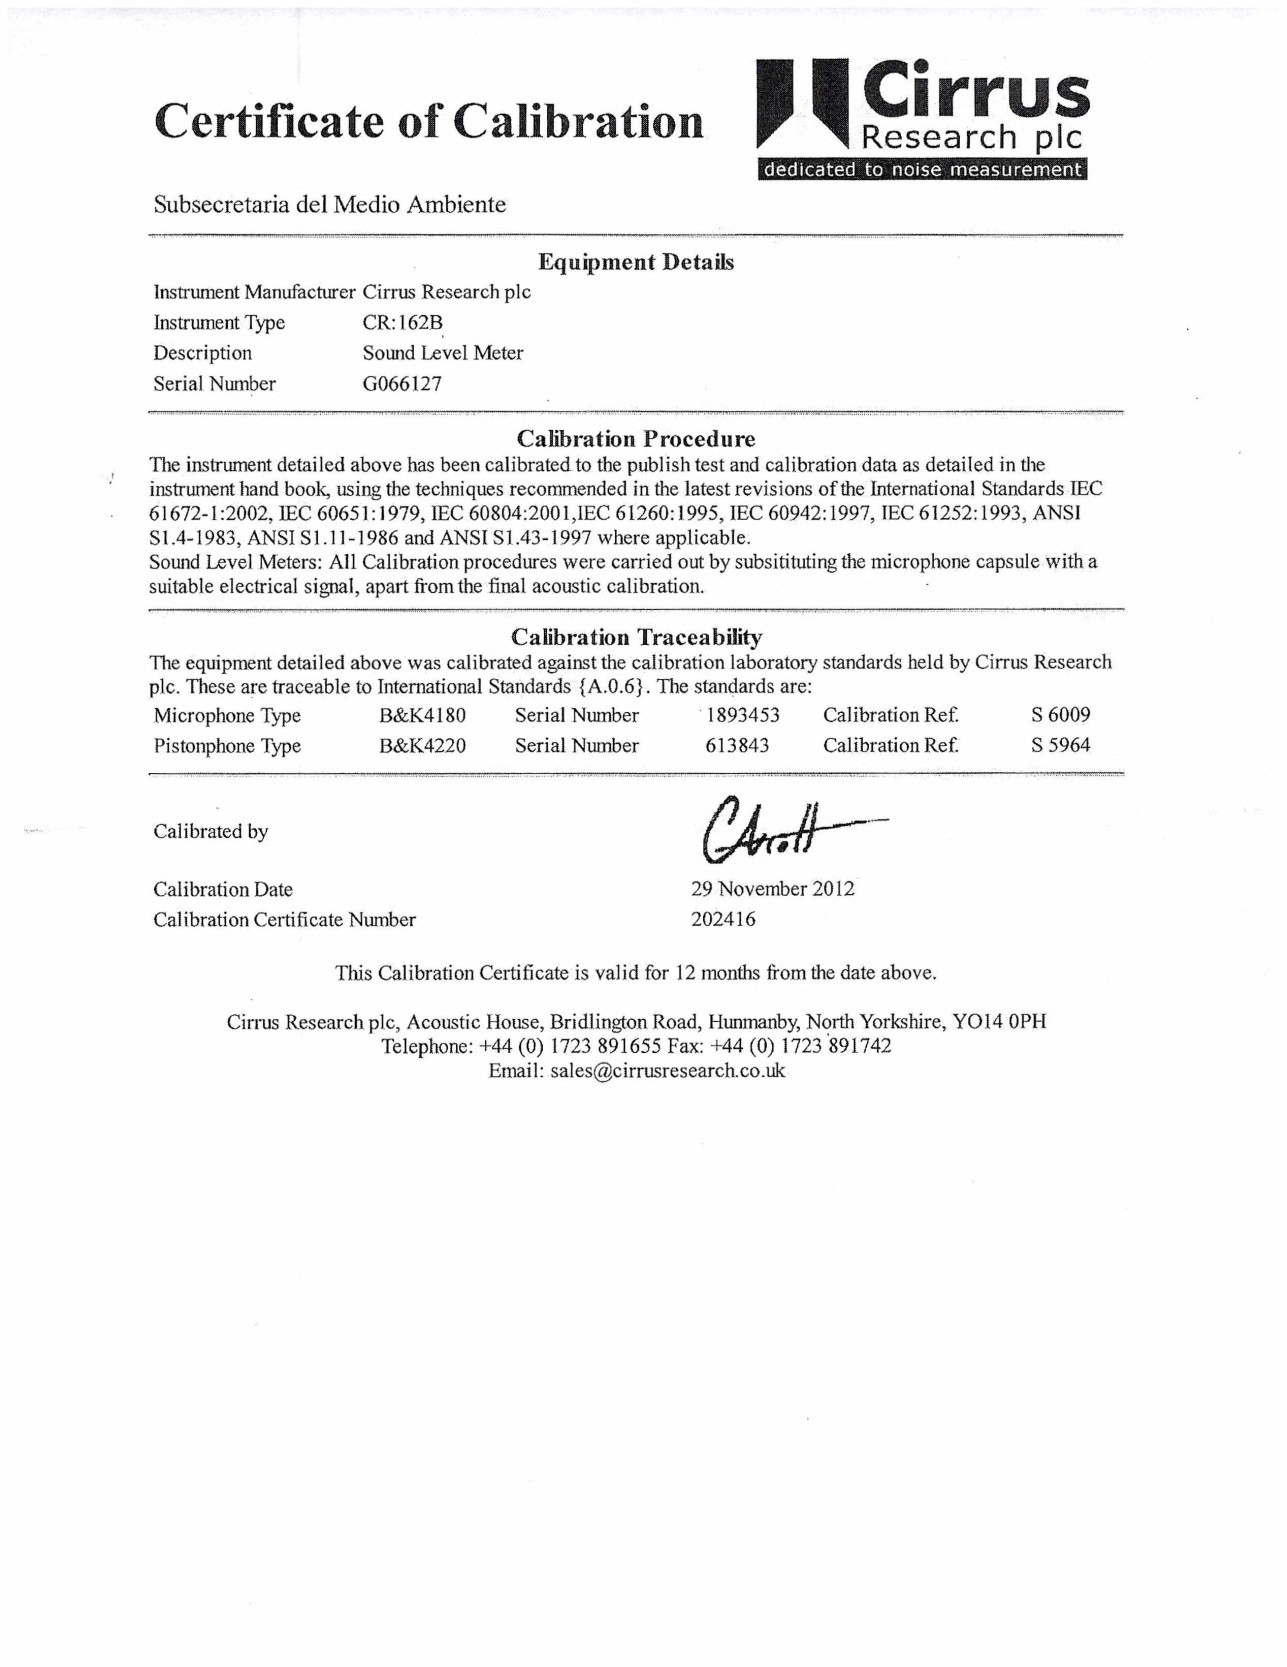 Certificate of Calibration
Cirrus
Research plc
dedicated to noise measurement
Subsecretaria del Medio Ambiente
Equipment Details
Instrument Manufacturer Cirrus Research plc
Instrument Type CR:162B
Description Sound Level Meter
Serial Number G066127
Calibration Procedure
The instrument detailed above has been calibrated to the publish test and calibration data as detailed in the
instrument hand book, using the techniques recommended in the latest revisions of the International Standards IEC
61672-1:2002, IEC 60651:1979, IEC 60804:2001,IEC 61260:1995, IEC 60942:1997, IEC 61252:1993, ANSI
S1.4-1983, ANSI S1.11-1986 and ANSI S1.43-1997 where applicable.
Sound Level Meters: All Calibration procedures were carried out by subsitituting the microphone capsule with a
suitable electrical signal, apart from the final acoustic calibration.
Calibration Traceability
The equipment detailed above was calibrated against the calibration laboratory standards held by Cirrus Research
plc. These are traceable to International Standards {A.0.6}. The standards are:
Microphone Type B&K4180 Serial Number 1893453 Calibration Ref. S 6009
Pistonphone Type B&K4220 Serial Number 613843 Calibration Ref. S 5964
Calibrated by
Calibration Date 29 November 2012
Calibration Certificate Number 202416
This Calibration Certificate is valid for 12 months from the date above.
Cirrus Research plc, Acoustic House, Bridlington Road, Hunmanby, North Yorkshire, YO14 0PH
Telephone: +44 (0) 1723 891655 Fax: +44 (0) 1723 891742
Email: sales@cirrusresearch.co.uk